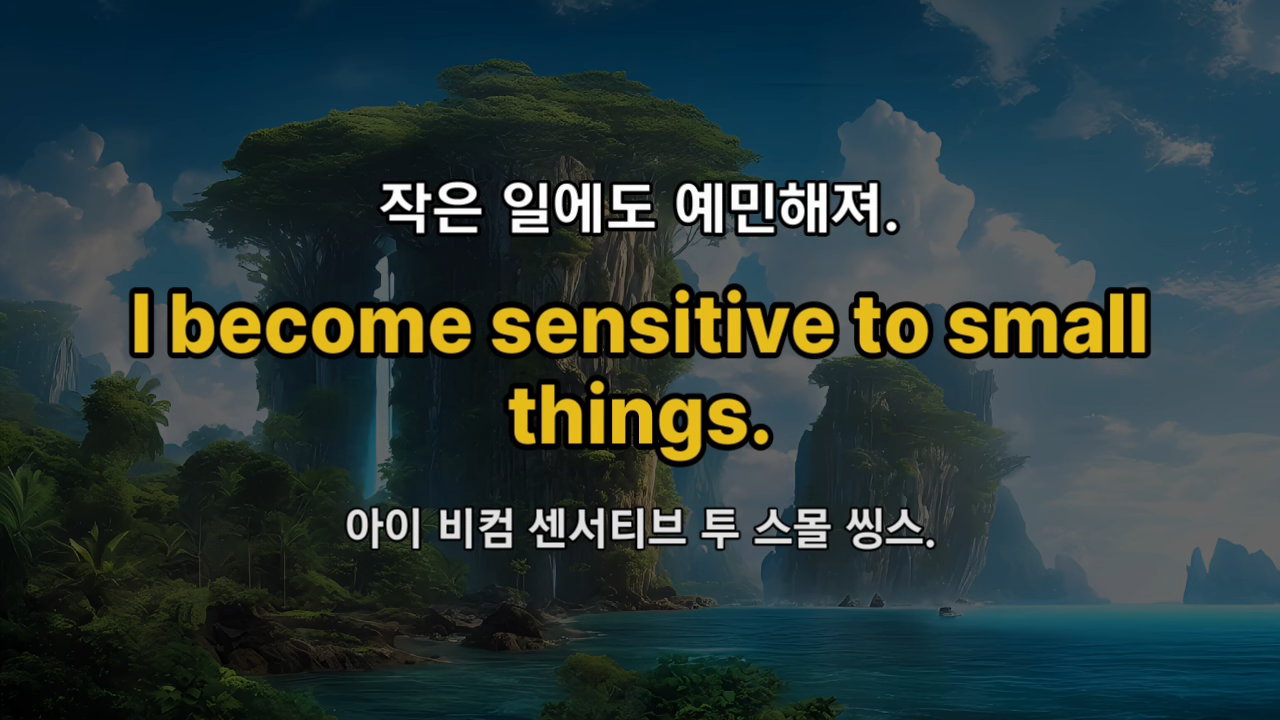 작은 일에도 예민해져.
I become sensitive to small
things.
아이 비컴 센서티브 투 스몰 씽스.